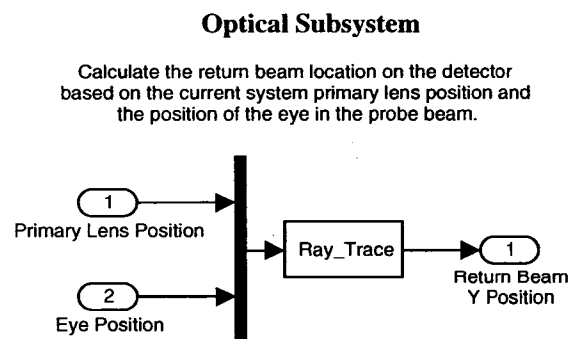 Optical Subsystem
Calculate the return beam location on the detector
based on the current system primary lens position and
the position of the eye in the probe beam.
1
Primary Lens Position
2
Eye Position
Ray_Trace
1
Return Beam
Y Position